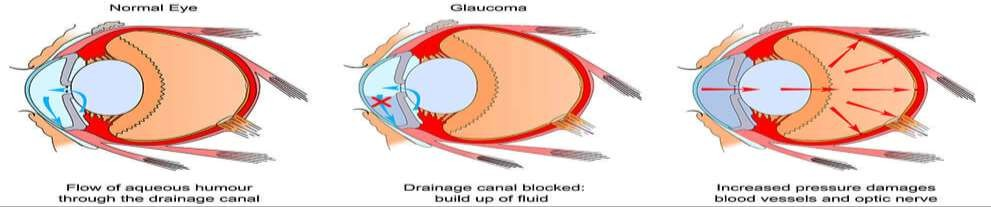 Normal Eye
Glaucoma
Flow of aqueous humour
through the drainage canal
Drainage canal blocked;
build up of fluid
Increased pressure damages
blood vessels and optic nerve